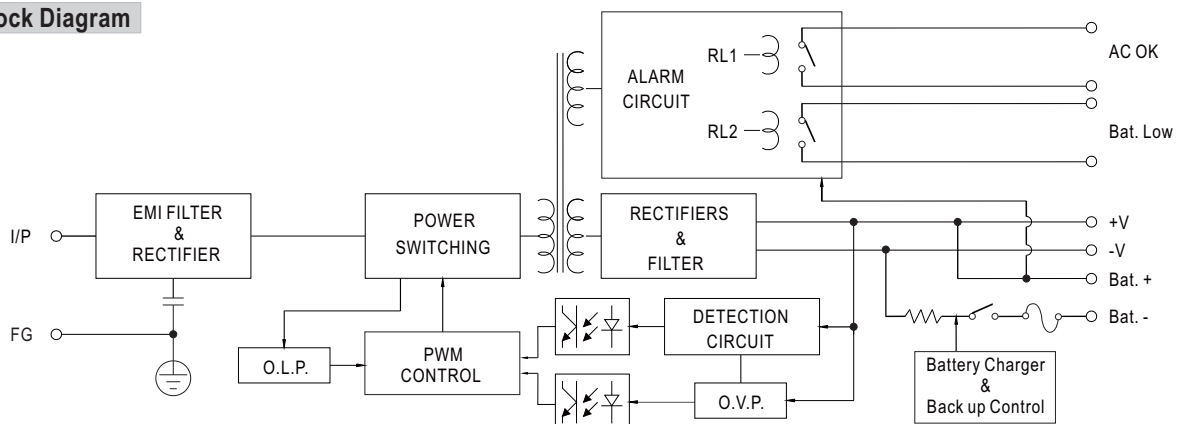 ock Diagram
RL1
ALARM
CIRCUIT
RL2
AC OK
Bat. Low
I/P
EMI FILTER
&
RECTIFIER
POWER
SWITCHING
RECTIFIERS
&
FILTER
+V
-V
Bat. +
Bat. -
FG
O.L.P.
PWM
CONTROL
DETECTION
CIRCUIT
O.V.P.
Battery Charger
&
Back up Control